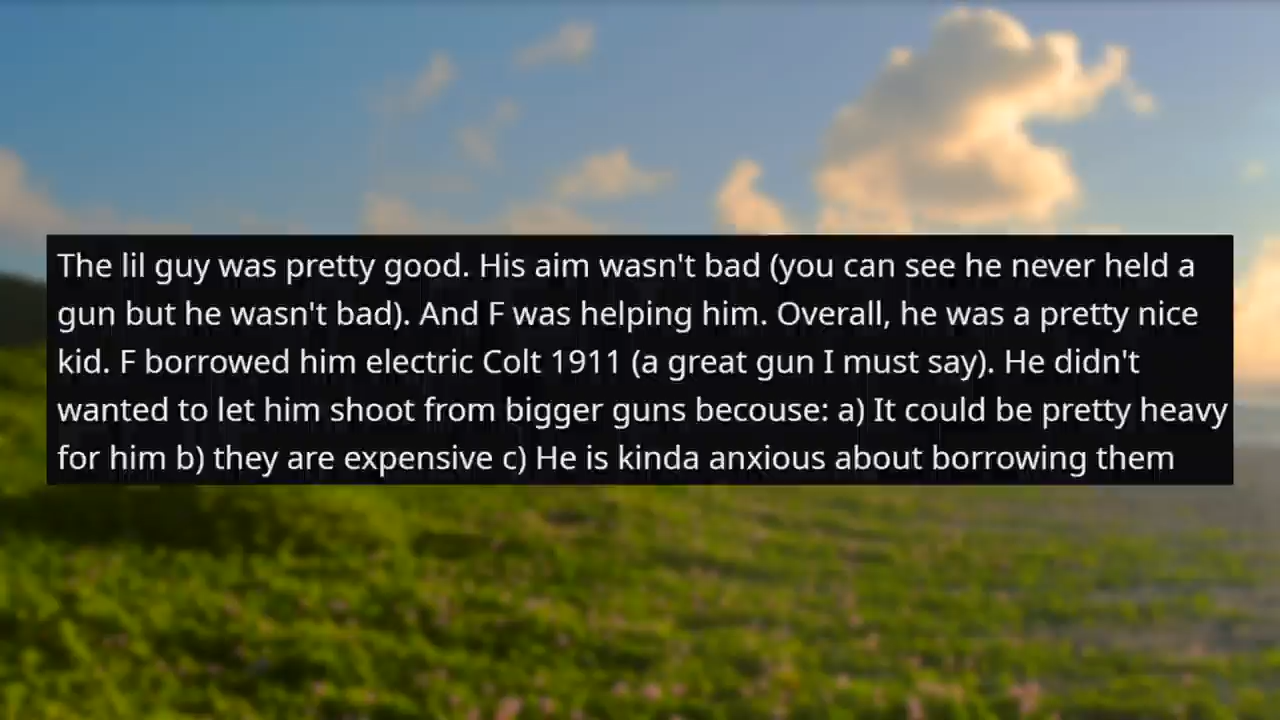 The lil guy was pretty good. His aim wasn't bad (you can see he never held a
gun but he wasn't bad). And F was helping him. Overall, he was a pretty nice
kid. F borrowed him electric Colt 1911 (a great gun I must say). He didn't
wanted to let him shoot from bigger guns becouse: a) It could be pretty heavy
for him b) they are expensive c) He is kinda anxious about borrowing them